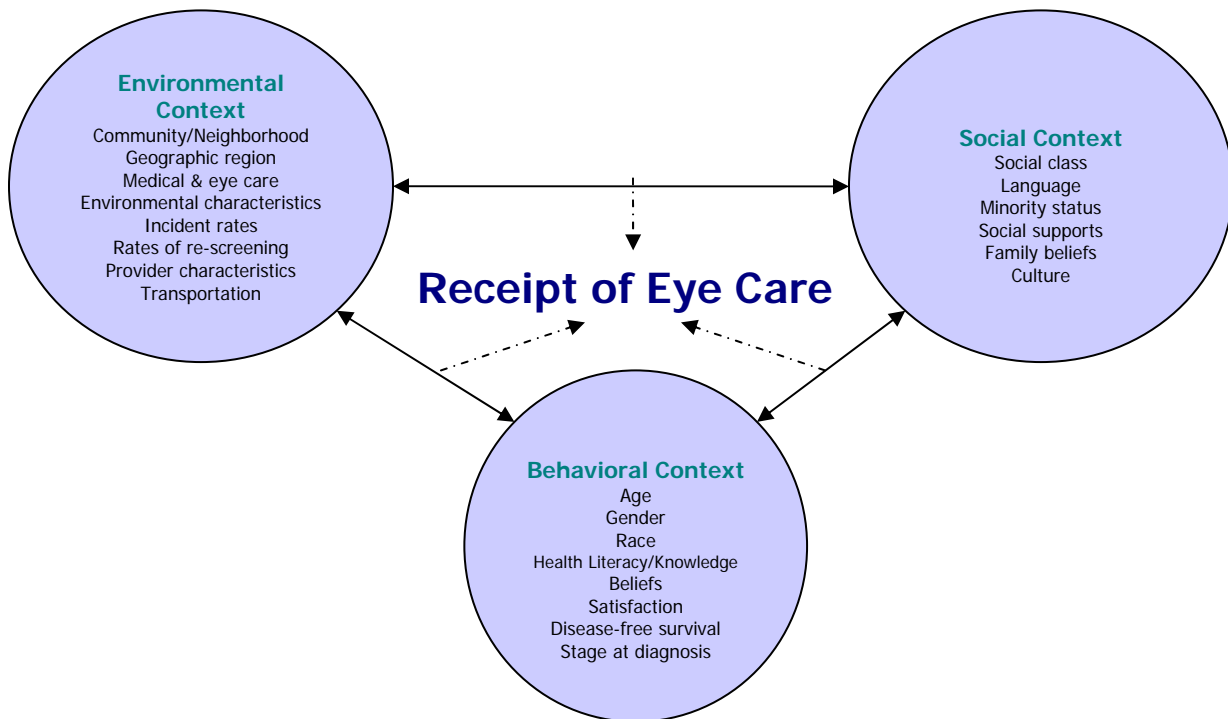 Environmental
Context
Community/Neighborhood
Geographic region
Medical & eye care
Environmental characteristics
Incident rates
Rates of re-screening
Provider characteristics
Transportation
Social Context
Social class
Language
Minority status
Social supports
Family beliefs
Culture
Receipt of Eye Care
Behavioral Context
Age
Gender
Race
Health Literacy/Knowledge
Beliefs
Satisfaction
Disease-free survival
Stage at diagnosis